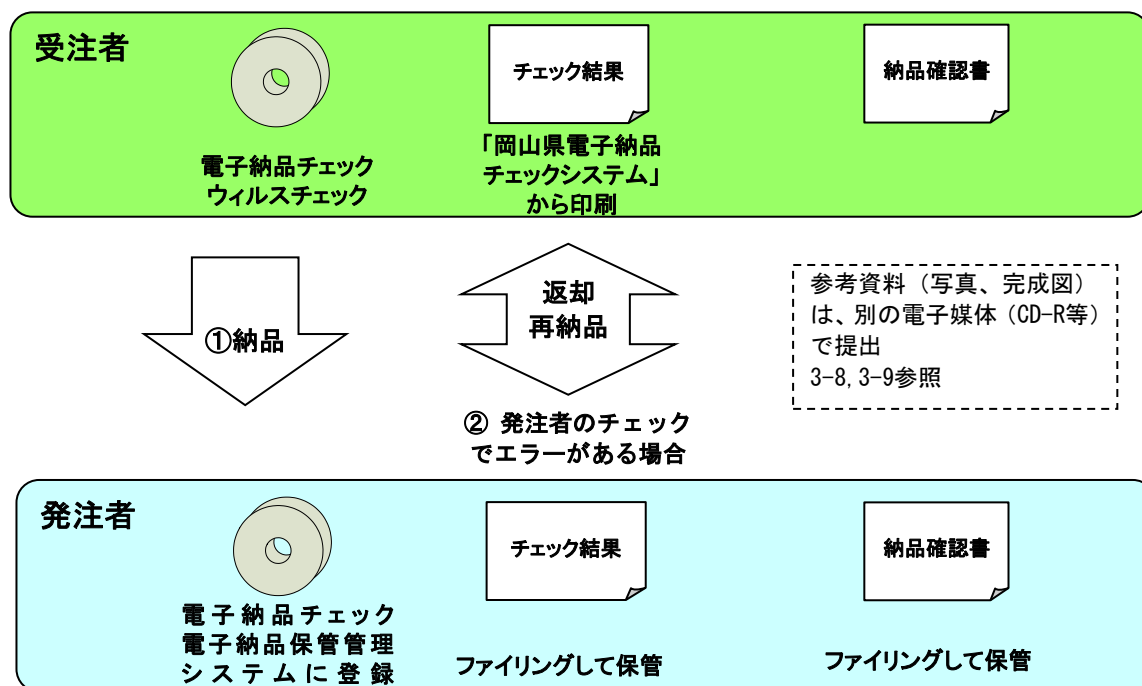 受注者
チェック結果
納品確認書
電子納品チェック
ウィルスチェック
「岡山県電子納品
チェックシステム」
から印刷
①納品
返却
再納品
参考資料（写真、完成図）
は、別の電子媒体（CD-R等）
で提出
3-8,3-9参照
② 発注者のチェック
でエラーがある場合
発注者
チェック結果
納品確認書
電子納品チェック
電子納品保管管理
システムに登録
ファイリングして保管
ファイリングして保管